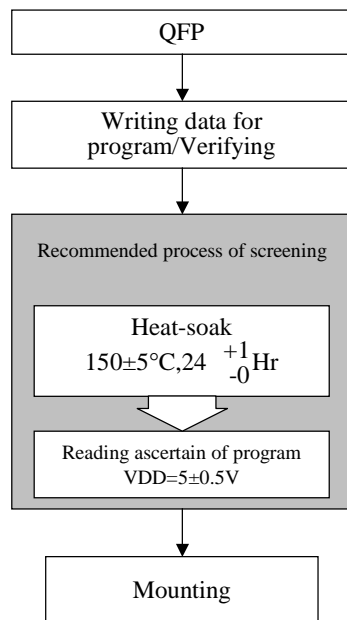 QFP
Writing data for
program/Verifying
Recommended process of screening
Heat-soak
150±5°C,24 +1 -0 Hr
Reading ascertain of program
VDD=5±0.5V
Mounting